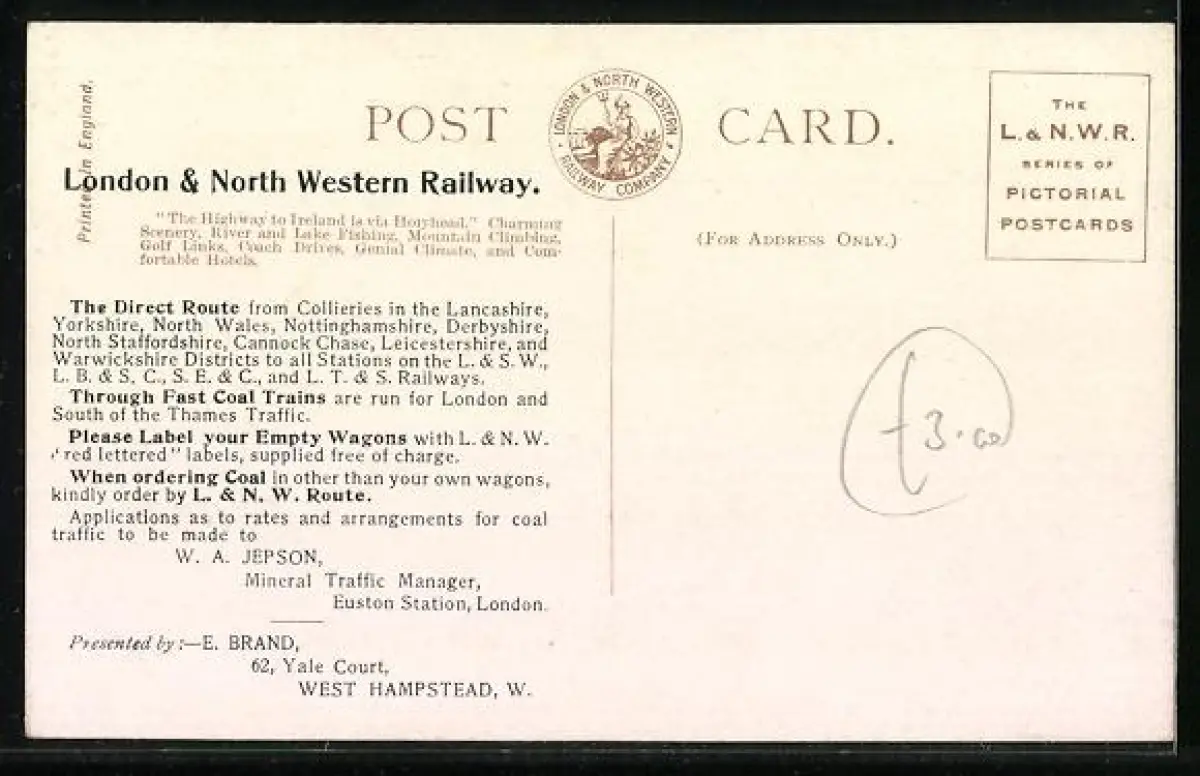 Printed in England.
POST CARD.
LONDON & NORTH WESTERN RAILWAY COMPANY
THE
L. & N.W.R.
SERIES OF
PICTORIAL
POSTCARDS
London & North Western Railway.
"The Highway to Ireland is via Holyhead." Charming
Scenery, River and Lake Fishing, Mountain Climbing,
Golf Links, Coach Drives, Genial Climate, and Com-
fortable Hotels.
(FOR ADDRESS ONLY.)
The Direct Route from Collieries in the Lancashire,
Yorkshire, North Wales, Nottinghamshire, Derbyshire,
North Staffordshire, Cannock Chase, Leicestershire, and
Warwickshire Districts to all Stations on the L. & S. W.,
L. B. & S. C., S. E. & C., and L. T. & S. Railways.
Through Fast Coal Trains are run for London and
South of the Thames Traffic.
Please Label your Empty Wagons with L. & N. W.
"red lettered" labels, supplied free of charge.
When ordering Coal in other than your own wagons,
kindly order by L. & N. W. Route.
Applications as to rates and arrangements for coal
traffic to be made to
W. A. JEPSON,
Mineral Traffic Manager,
Euston Station, London.
Presented by :—E. BRAND,
62, Yale Court,
WEST HAMPSTEAD, W.
£3.00